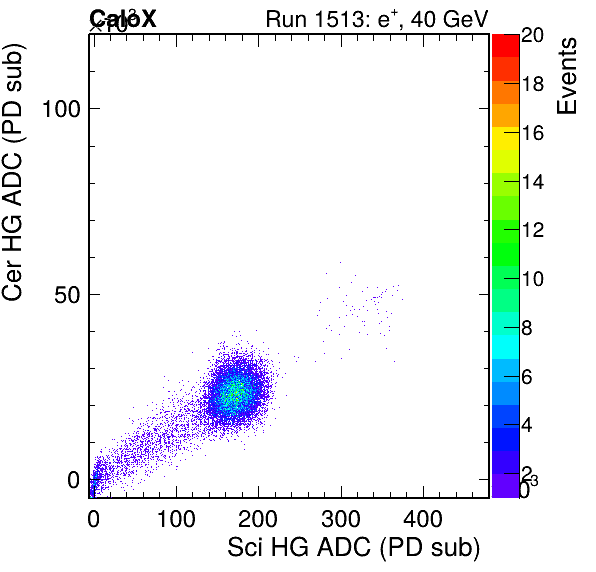 CaloX
×10³
Run 1513: e⁺, 40 GeV
Cer HG ADC (PD sub)
100
50
0
0 100 200 300 400
Sci HG ADC (PD sub)
×10³
Events
20
18
16
14
12
10
8
6
4
2
0